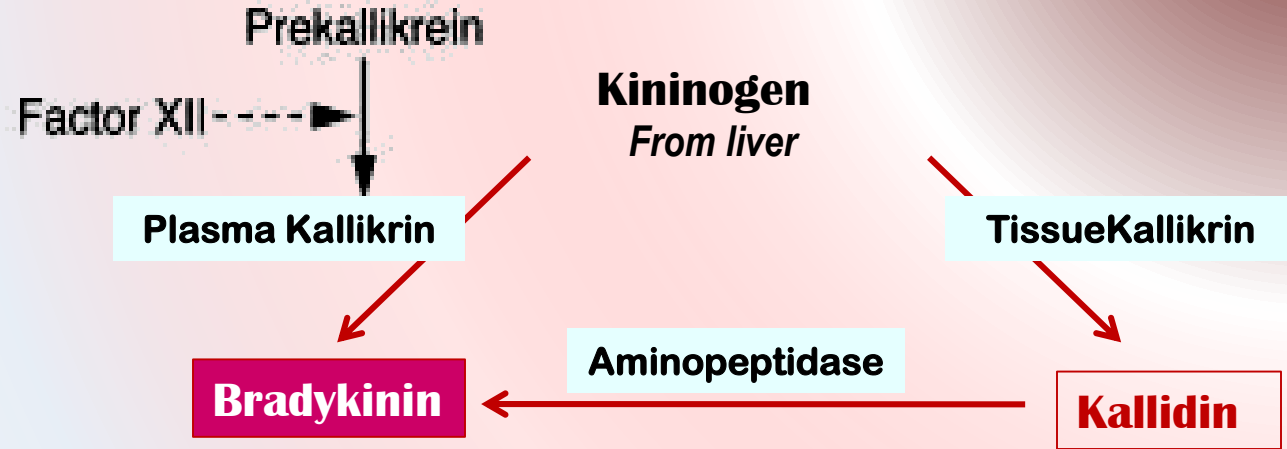 Prekallikrein
Factor XII
Kininogen
From liver
Plasma Kallikrin
TissueKallikrin
Aminopeptidase
Bradykinin
Kallidin